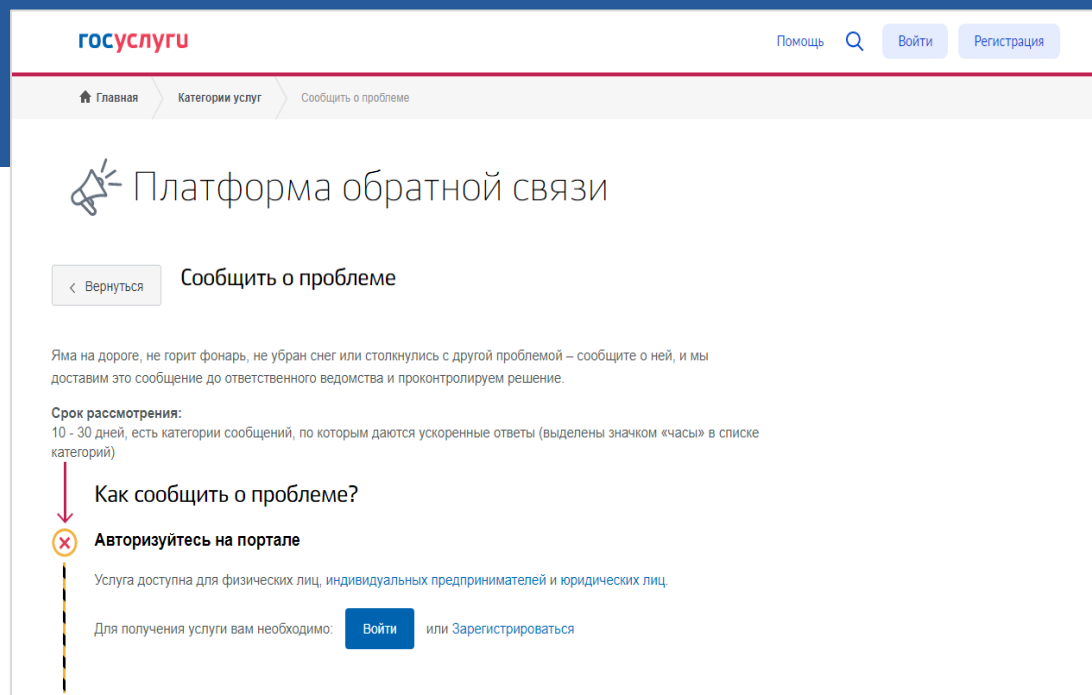 госуслуги
Помощь
Войти
Регистрация
Главная
Категории услуг
Сообщить о проблеме
Платформа обратной связи
Вернуться
Сообщить о проблеме
Яма на дороге, не горит фонарь, не убран снег или столкнулись с другой проблемой – сообщите о ней, и мы
доставим это сообщение до ответственного ведомства и проконтролируем решение.
Срок рассмотрения:
10 - 30 дней, есть категории сообщений, по которым даются ускоренные ответы (выделены значком «часы» в списке
категорий)
Как сообщить о проблеме?
Авторизуйтесь на портале
Услуга доступна для физических лиц, индивидуальных предпринимателей и юридических лиц.
Для получения услуги вам необходимо: Войти или Зарегистрироваться